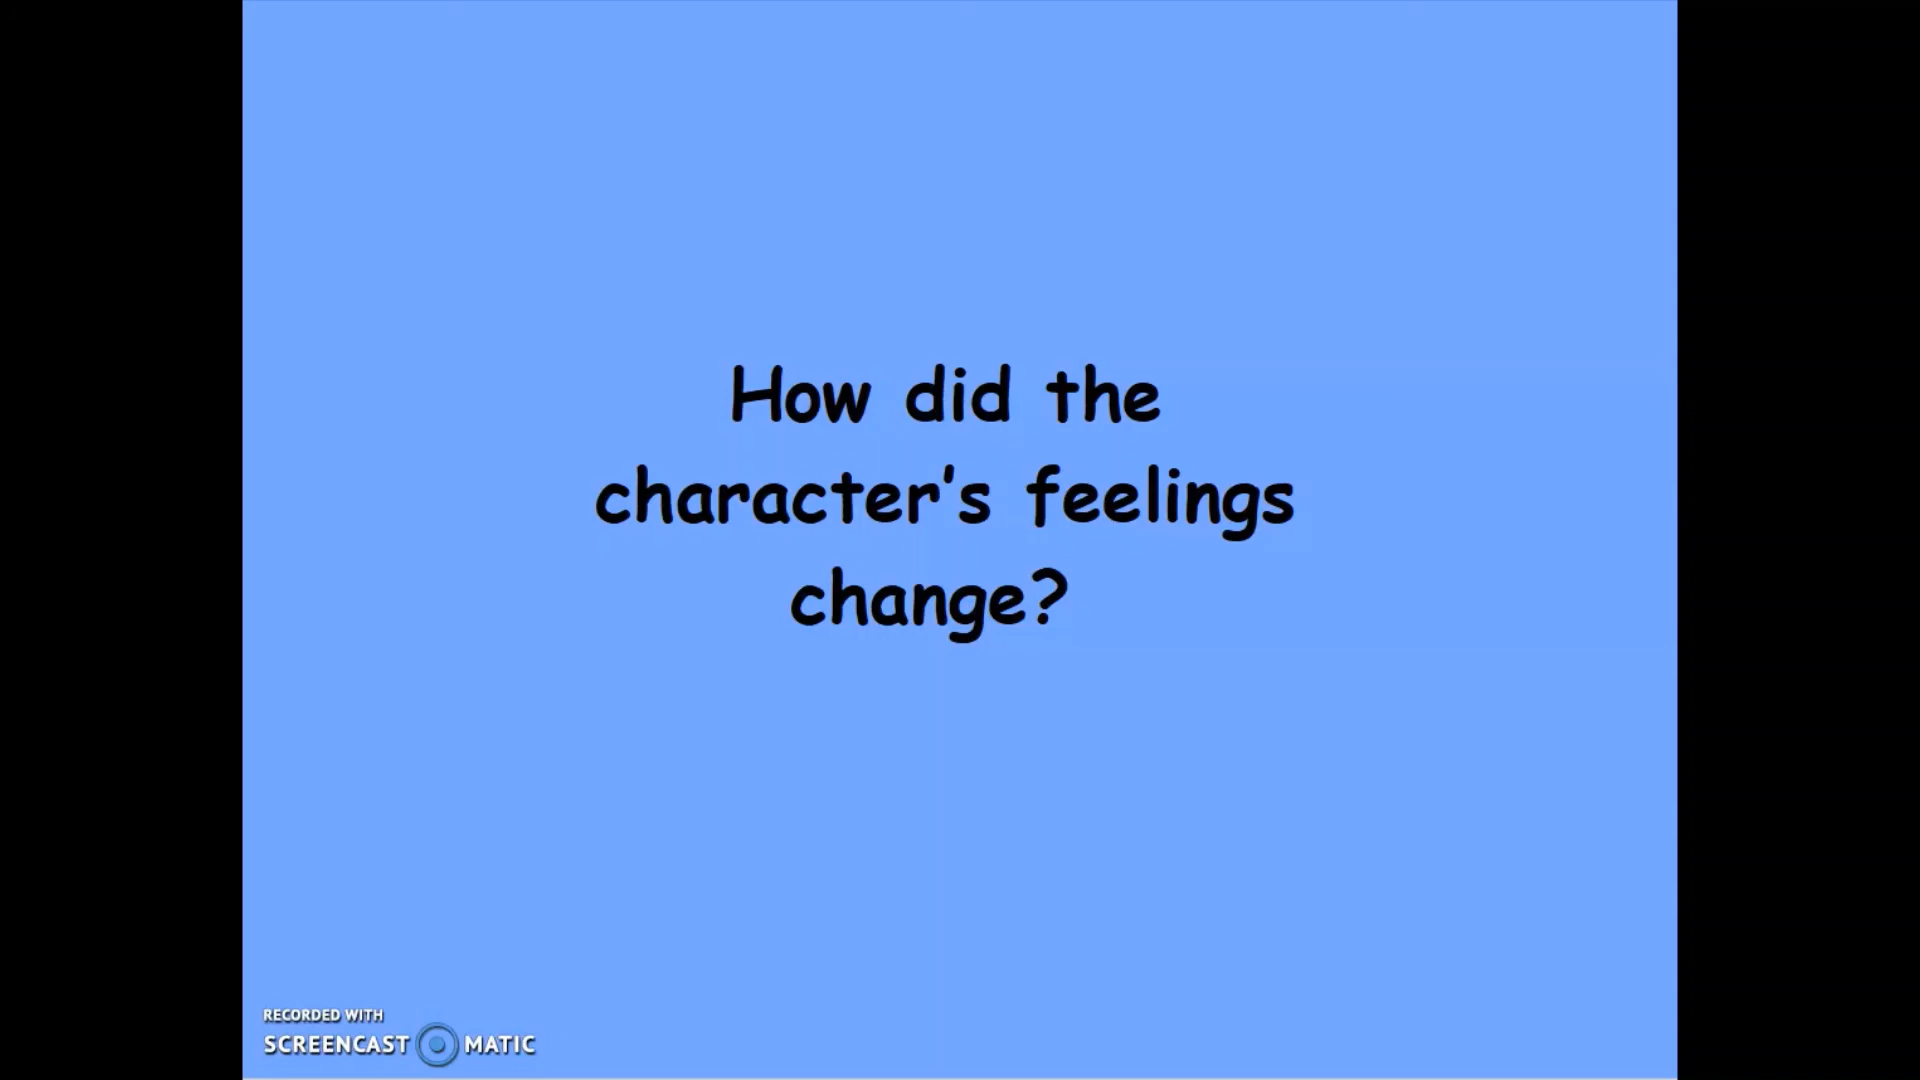 How did the
character's feelings
change?
RECORDED WITH
SCREENCAST MATIC